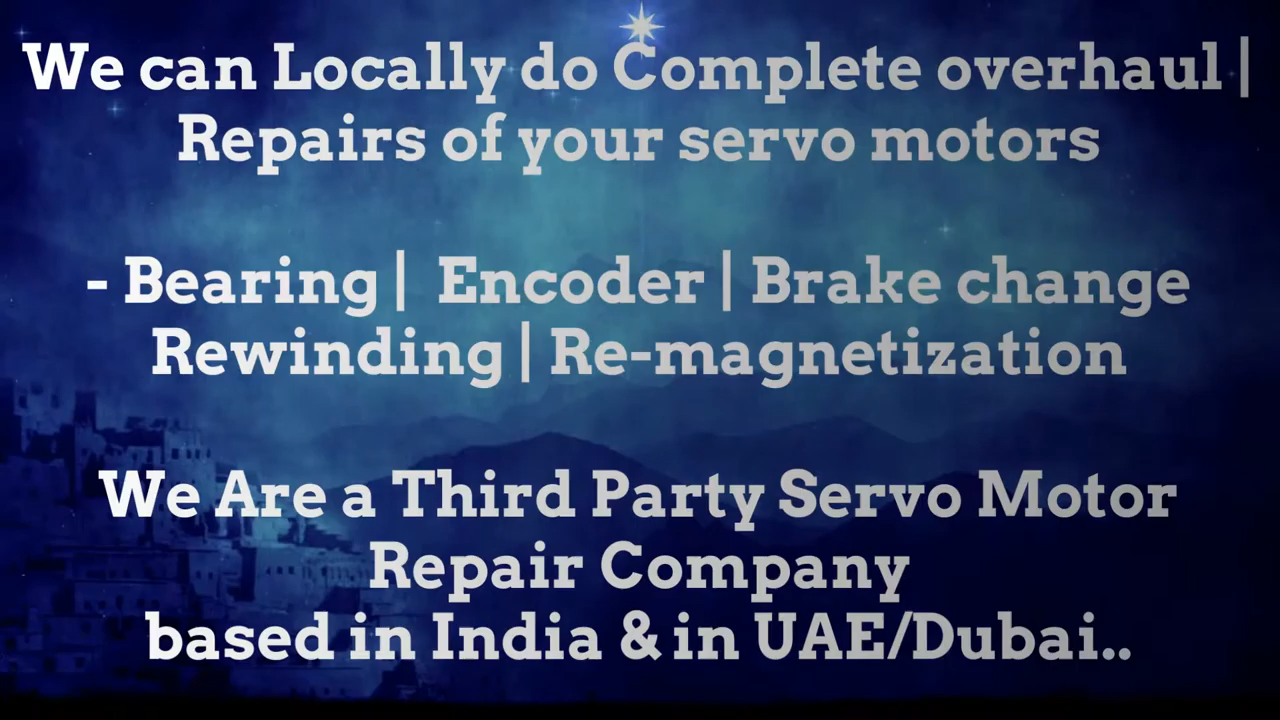 We can Locally do Complete overhaul |
Repairs of your servo motors
- Bearing | Encoder | Brake change
Rewinding | Re-magnetization
We Are a Third Party Servo Motor
Repair Company
based in India & in UAE/Dubai..